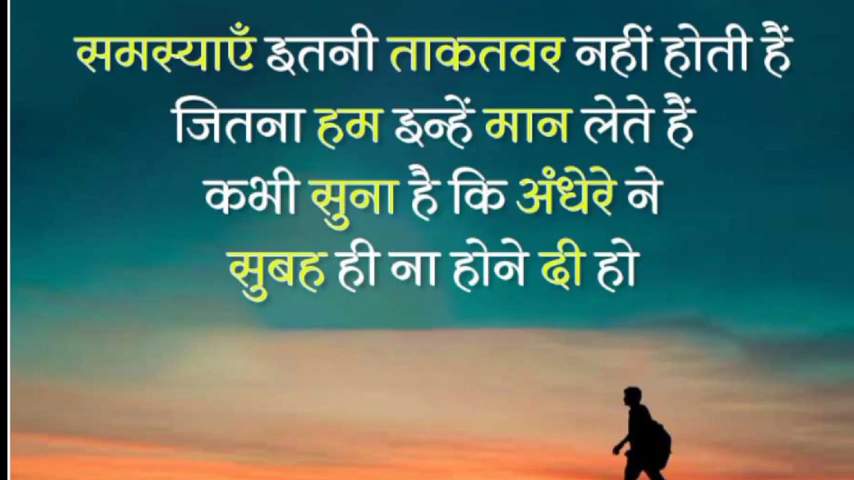 समस्याएँ इतनी ताकतवर नहीं होती हैं
जितना हम इन्हें मान लेते हैं
कभी सुना है कि अंधेरे ने
सुबह ही ना होने दी हो